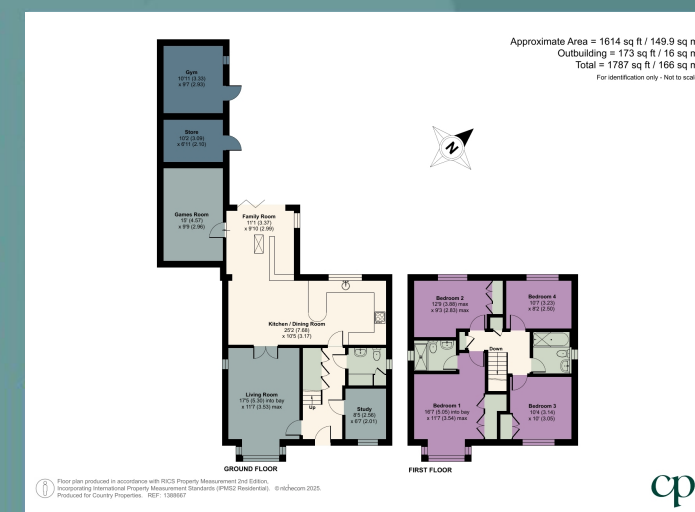 Approximate Area = 1614 sq ft / 149.9 sq m
Outbuilding = 173 sq ft / 16 sq m
Total = 1787 sq ft / 166 sq m
For identification only - Not to scal
Gym
10'11 (3.33)
x 9'7 (2.93)
Store
10'2 (3.09)
x 6'11 (2.10)
N
Games Room
15' (4.57)
x 9'9 (2.96)
Family Room
11'1 (3.37)
x 9'10 (2.99)
Kitchen / Dining Room
25'2 (7.68)
x 10'5 (3.17)
Living Room
17'5 (5.30) into bay
x 11'7 (3.53) max
Up
Study
8'5 (2.56)
x 6'7 (2.01)
GROUND FLOOR
Bedroom 2
12'9 (3.88) max
x 9'3 (2.83) max
Bedroom 4
10'7 (3.23)
x 8'2 (2.50)
Down
Bedroom 1
16'7 (5.05) into bay
x 11'7 (3.54) max
Bedroom 3
10'4 (3.14)
x 10' (3.05)
FIRST FLOOR
Floor plan produced in accordance with RICS Property Measurement 2nd Edition,
Incorporating International Property Measurement Standards (IPMS2 Residential). © nichecom 2025.
Produced for Country Properties. REF: 1388667
cp